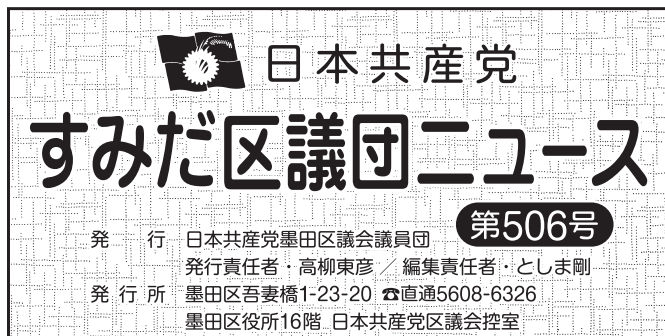 日本共産党
すみだ区議団ニュース
第506号
発 行 日本共産党墨田区議会議員団
発行責任者・高柳東彦／編集責任者・としま剛
発行所 墨田区吾妻橋1-23-20 ☎直通5608-6326
墨田区役所16階 日本共産党区議会控室